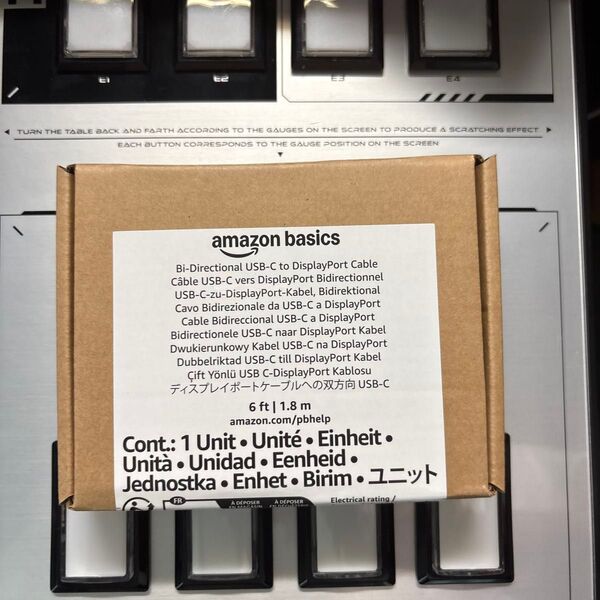 E1 E2 E3 E4
TURN THE TABLE BACK AND FARTH ACCORDING TO THE GAUGES ON THE SCREEN TO PRODUCE A SCRATCHING EFFECT
EACH BUTTON CORRESPONDS TO THE GAUGE POSITION ON THE SCREEN
amazon basics
Bi-Directional USB-C to DisplayPort Cable
Câble USB-C vers DisplayPort Bidirectionnel
USB-C-zu-DisplayPort-Kabel, Bidirektional
Cavo Bidirezionale da USB-C a DisplayPort
Cable Bidireccional USB-C a DisplayPort
Bidirectionele USB-C naar DisplayPort Kabel
Dwukierunkowy Kabel USB-C na DisplayPort
Dubbelriktad USB-C till DisplayPort Kabel
Çift Yönlü USB C-DisplayPort Kablosu
ディスプレイポートケーブルへの双方向 USB-C
6 ft | 1.8 m
amazon.com/pbhelp
Cont.: 1 Unit • Unité • Einheit •
Unità • Unidad • Eenheid •
Jednostka • Enhet • Birim • ユニット
FR
À DÉPOSER À DÉPOSER Electrical rating /
EN MAGASIN